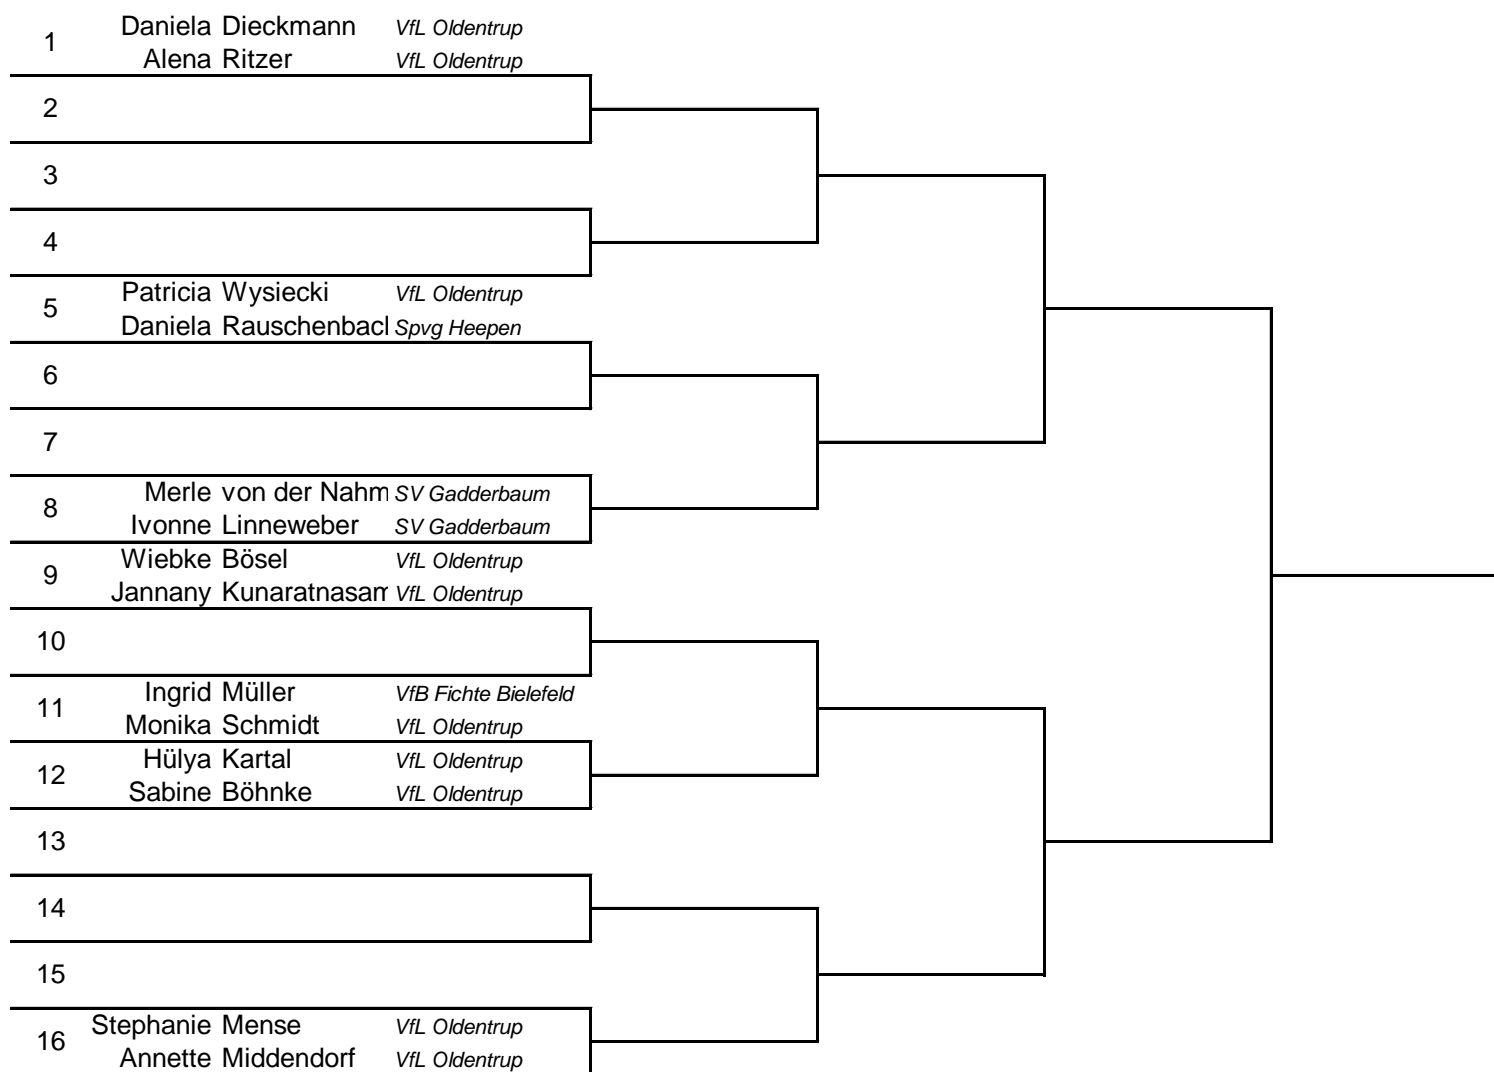 1 Daniela Dieckmann VfL Oldentrup
Alena Ritzer VfL Oldentrup
2
3
4
5 Patricia Wysiecki VfL Oldentrup
Daniela Rauschenbacl Spvg Heepen
6
7
8 Merle von der Nahm SV Gadderbaum
Ivonne Linneweber SV Gadderbaum
9 Wiebke Bösel VfL Oldentrup
Jannany Kunaratnasam VfL Oldentrup
10
11 Ingrid Müller VfB Fichte Bielefeld
Monika Schmidt VfL Oldentrup
12 Hülya Kartal VfL Oldentrup
Sabine Böhnke VfL Oldentrup
13
14
15
16 Stephanie Mense VfL Oldentrup
Annette Middendorf VfL Oldentrup